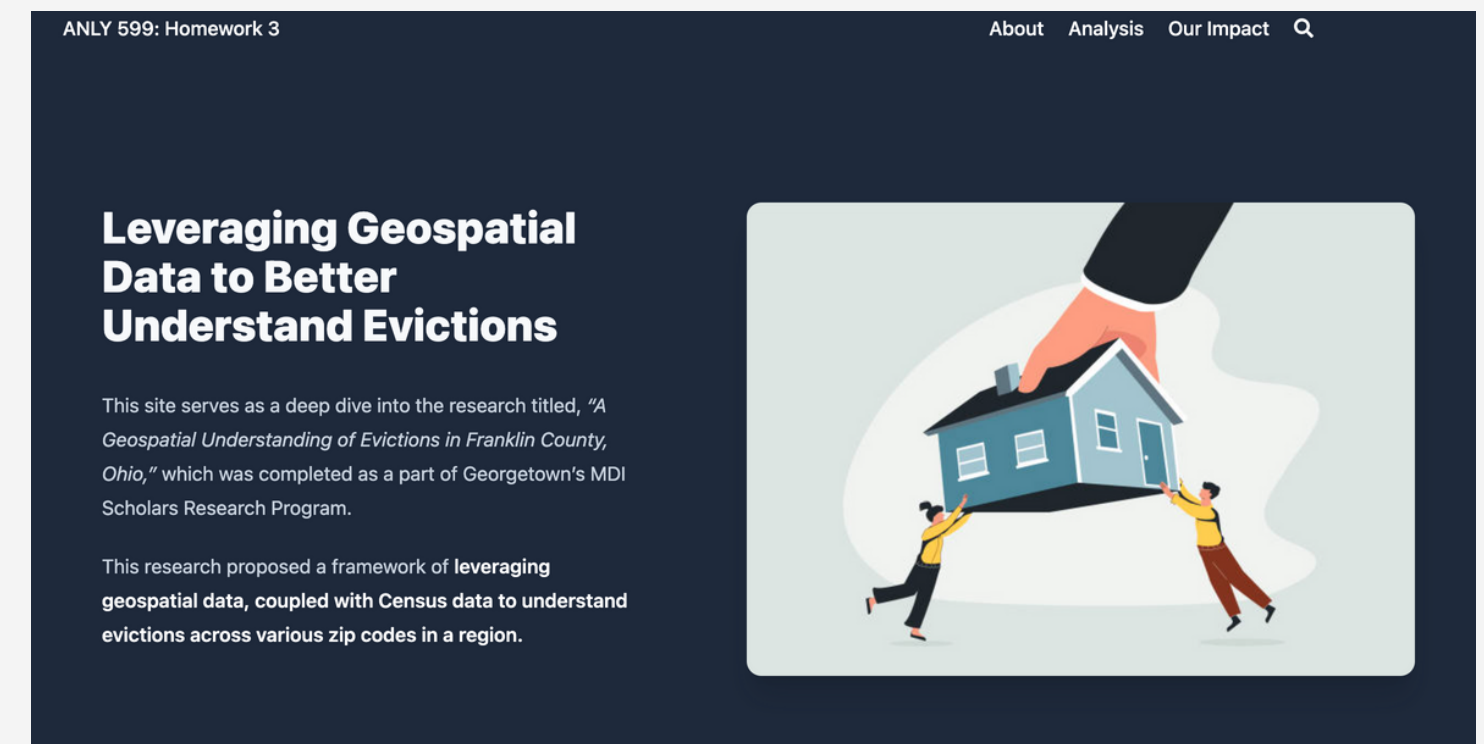 ANLY 599: Homework 3
About Analysis Our Impact
Leveraging Geospatial
Data to Better
Understand Evictions
This site serves as a deep dive into the research titled, “A
Geospatial Understanding of Evictions in Franklin County,
Ohio,” which was completed as a part of Georgetown’s MDI
Scholars Research Program.
This research proposed a framework of leveraging
geospatial data, coupled with Census data to understand
evictions across various zip codes in a region.